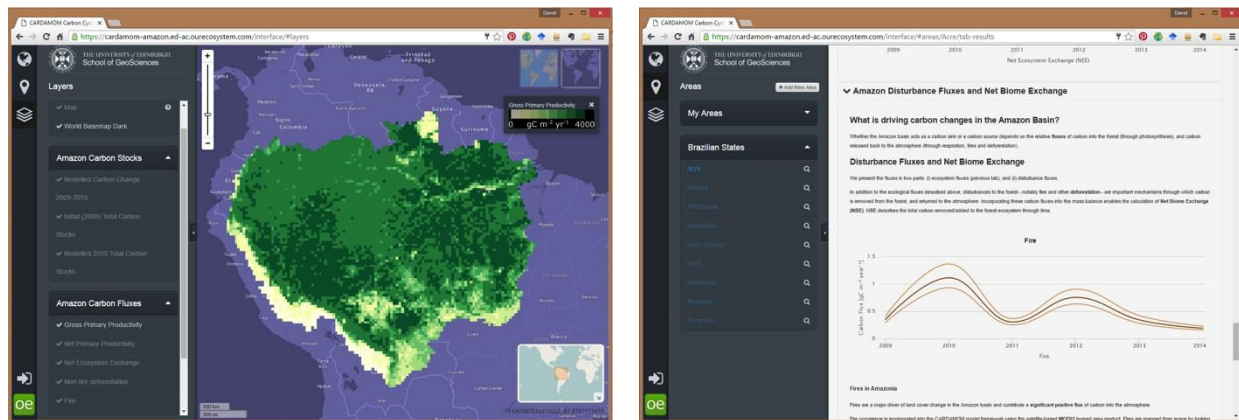 CARDAMOM Carbon Cyc
David
https://cardamom-amazon.ed-ac.ourecosystem.com/interface/#layers
THE UNIVERSITY of EDINBURGH
School of GeoSciences
Layers
Map
World Basemap Dark
Amazon Carbon Stocks
Modelled Carbon Change
2009-2015
Initial (2009) Total Carbon
Stocks
Modelled 2015 Total Carbon
Stocks
Amazon Carbon Fluxes
Gross Primary Productivity
Net Primary Productivity
Net Ecosystem Exchange
Non-fire deforestation
Fire
oe
Venezuela,
RB
Guyana
Suriname
Colombia
Gross Primary Productivity
0 gC m⁻² yr⁻¹ 4000
CARDAMOM Carbon Cyc
David
https://cardamom-amazon.ed-ac.ourecosystem.com/interface/#areas/Acre/tab-results
THE UNIVERSITY of EDINBURGH
School of GeoSciences
Areas
+ Add New Area
My Areas
Brazilian States
Acre
Amapa
Amazonas
Maranhao
Mato Grosso
Para
Rondonia
Roraima
Tocantins
oe
2009 2010 2011 2012 2013 2014
Net Ecosystem Exchange (NEE)
Amazon Disturbance Fluxes and Net Biome Exchange
What is driving carbon changes in the Amazon Basin?
Whether the Amazon basin acts as a carbon sink or a carbon source depends on the relative fluxes of carbon into the forest (through photosynthesis), and carbon
released back to the atmosphere (through respiration, fires and deforestation).
Disturbance Fluxes and Net Biome Exchange
We present the fluxes in two parts: (i) ecosystem fluxes (previous tab), and (ii) disturbance fluxes.
In addition to the ecological fluxes described above, disturbances to the forest - notably fire and other deforestation - are important mechanisms through which carbon
is removed from the forest, and returned to the atmosphere. Incorporating these carbon fluxes into the mass balance enables the calculation of Net Biome Exchange
(NBE). NBE describes the total carbon removed/added to the forest ecosystem through time.
Fire
Carbon Flux [gC m⁻² year⁻¹]
1.5
1
0.5
0
2009 2010 2011 2012 2013 2014
Fire
Fires in Amazonia
Fires are a major driver of land cover change in the Amazon basin and contribute a significant positive flux of carbon into the atmosphere.